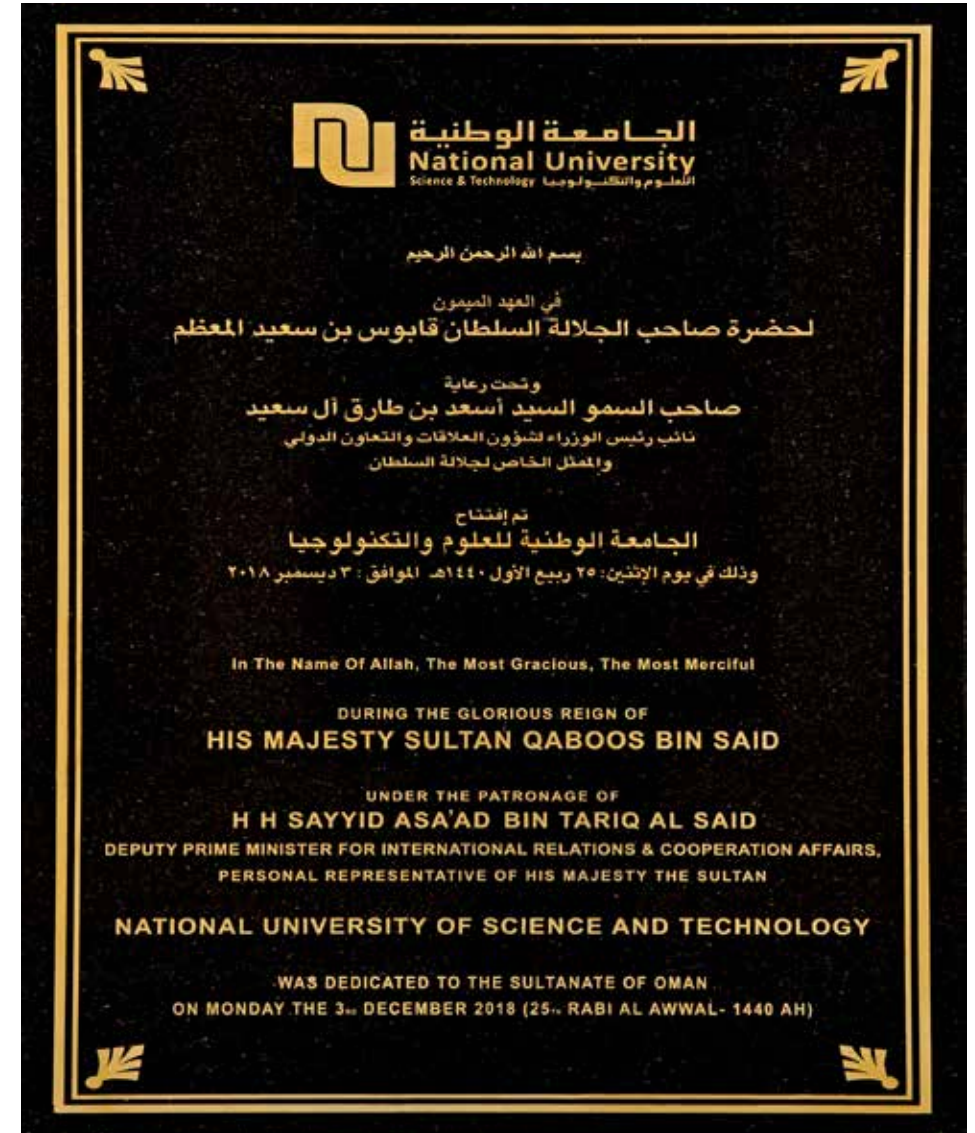 الجامعة الوطنية
National University
Science & Technology للعلوم والتكنولوجيا
بسم الله الرحمن الرحيم
في العهد الميمون
لحضرة صاحب الجلالة السلطان قابوس بن سعيد المعظم
وتحت رعاية
صاحب السمو السيد أسعد بن طارق آل سعيد
نائب رئيس الوزراء لشؤون العلاقات والتعاون الدولي
والممثل الخاص لجلالة السلطان
تم إفتتاح
الجامعة الوطنية للعلوم والتكنولوجيا
وذلك في يوم الإثنين: ٢٥ ربيع الأول ١٤٤٠هـ الموافق: ٣ ديسمبر ٢٠١٨
In The Name Of Allah, The Most Gracious, The Most Merciful
DURING THE GLORIOUS REIGN OF
HIS MAJESTY SULTAN QABOOS BIN SAID
UNDER THE PATRONAGE OF
H H SAYYID ASA'AD BIN TARIQ AL SAID
DEPUTY PRIME MINISTER FOR INTERNATIONAL RELATIONS & COOPERATION AFFAIRS,
PERSONAL REPRESENTATIVE OF HIS MAJESTY THE SULTAN
NATIONAL UNIVERSITY OF SCIENCE AND TECHNOLOGY
WAS DEDICATED TO THE SULTANATE OF OMAN
ON MONDAY THE 3RD DECEMBER 2018 (25TH RABI AL AWWAL- 1440 AH)